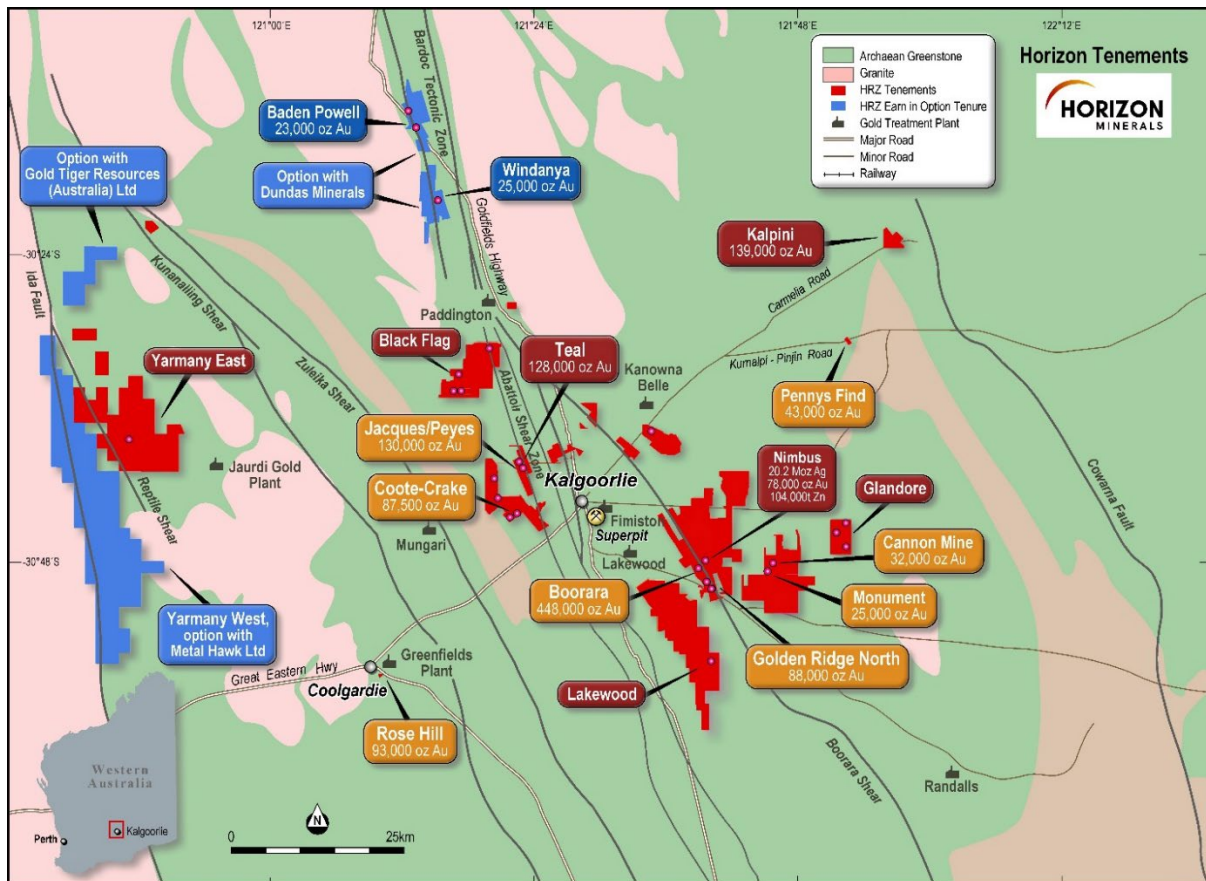 121°00'E
121°24'E
121°48'E
122°12'E
Horizon Tenements
HORIZON
MINERALS
Archaean Greenstone
Granite
HRZ Tenements
HRZ Earn in Option Tenure
Gold Treatment Plant
Major Road
Minor Road
Railway
Bardoc Tectonic Zone
Baden Powell
23,000 oz Au
Option with
Gold Tiger Resources
(Australia) Ltd
Option with
Dundas Minerals
Windanya
25,000 oz Au
Goldfields Highway
Kalpini
139,000 oz Au
30°24'S
Ida Fault
Kunanalling Shear
Carmelia Road
Paddington
Zuleika Shear
Black Flag
Teal
128,000 oz Au
Kurnalpi - Pinjin Road
Yarmany East
Abattoir Shear Zone
Kanowna
Belle
Pennys Find
43,000 oz Au
Jacques/Peyes
130,000 oz Au
Cowarna Fault
Jaurdi Gold
Plant
Reptile Shear
Coote-Crake
87,500 oz Au
Kalgoorlie
Nimbus
20.2 Moz Ag
78,000 oz Au
104,000t Zn
Glandore
Fimiston
Superpit
Mungari
Lakewood
Cannon Mine
32,000 oz Au
30°48'S
Boorara
448,000 oz Au
Monument
25,000 oz Au
Yarmany West,
option with
Metal Hawk Ltd
Golden Ridge North
88,000 oz Au
Greenfields
Plant
Great Eastern Hwy
Coolgardie
Lakewood
Rose Hill
93,000 oz Au
Boorara Shear
Randalls
Western
Australia
Perth
Kalgoorlie
N
0
25km